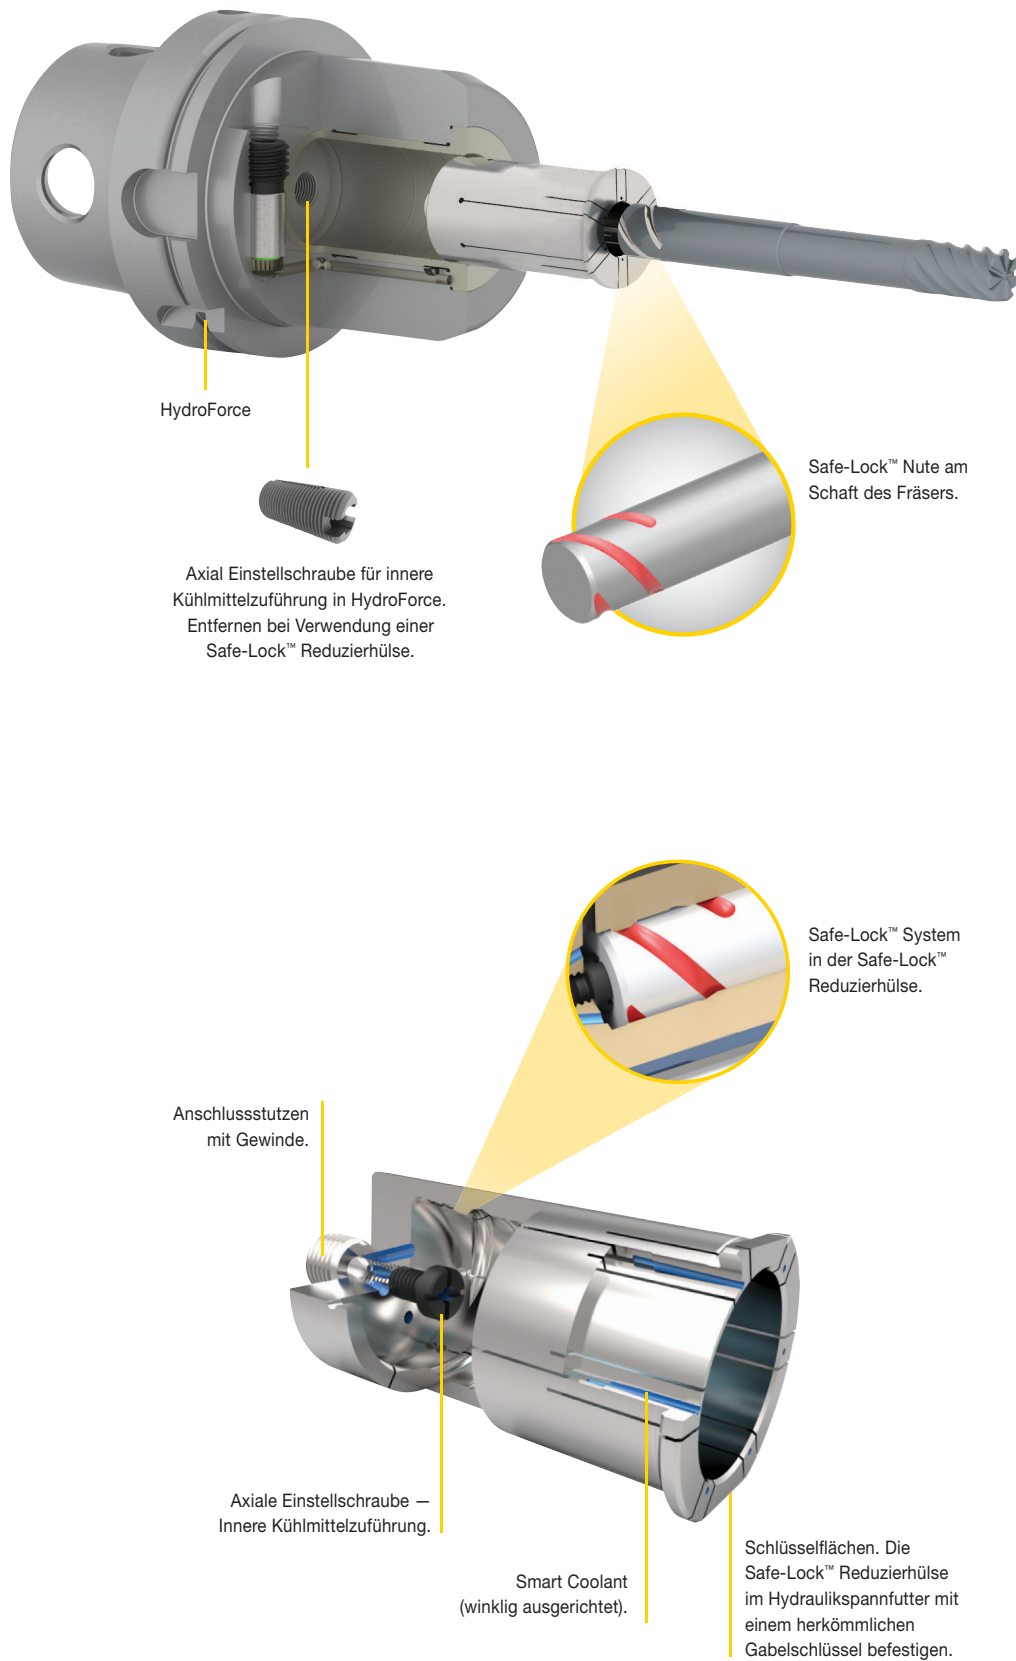 HydroForce
Safe-Lock™ Nute am
Schaft des Fräsers.
Axial Einstellschraube für innere
Kühlmittelzuführung in HydroForce.
Entfernen bei Verwendung einer
Safe-Lock™ Reduzierhülse.
Safe-Lock™ System
in der Safe-Lock™
Reduzierhülse.
Anschlussstutzen
mit Gewinde.
Axiale Einstellschraube —
Innere Kühlmittelzuführung.
Smart Coolant
(winklig ausgerichtet).
Schlüsselflächen. Die
Safe-Lock™ Reduzierhülse
im Hydraulikspannfutter mit
einem herkömmlichen
Gabelschlüssel befestigen.